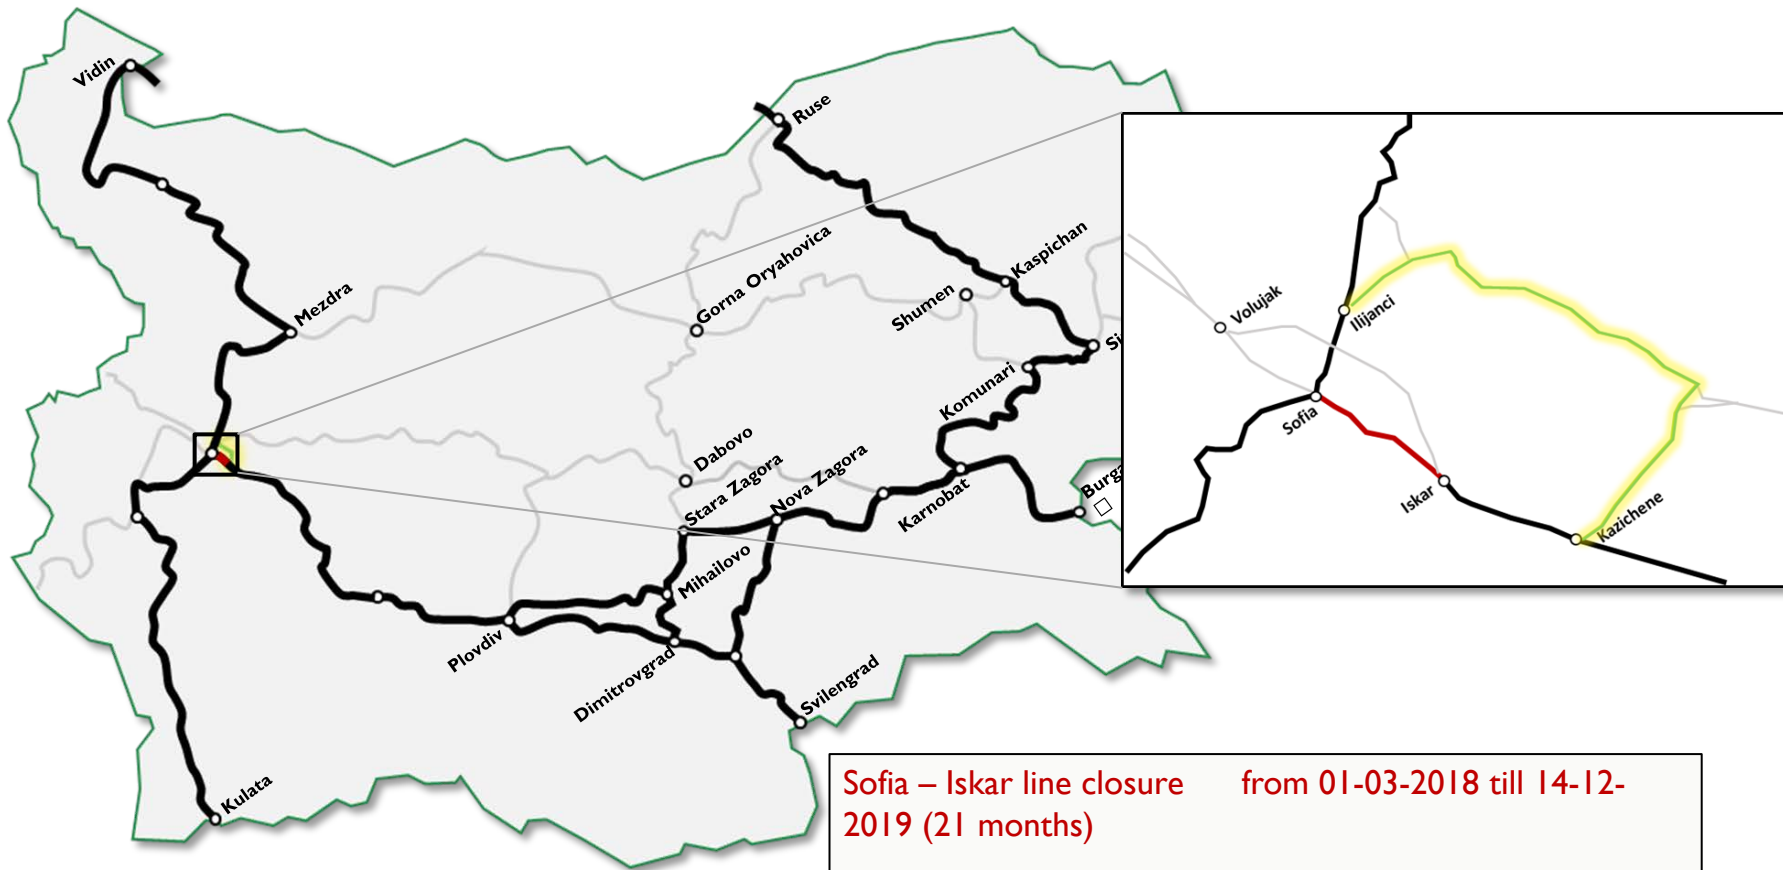 Vidin
Ruse
Mezdra
Gorna Oryahovica
Kaspichan
Shumen
Komunari
Dabovo
Stara Zagora
Nova Zagora
Karnobat
Mihailovo
Plovdiv
Dimitrovgrad
Svilengrad
Kulata
Volujak
Ilijanci
Sofia
Iskar
Kazichene
Sofia – Iskar line closure from 01-03-2018 till 14-12-
2019 (21 months)